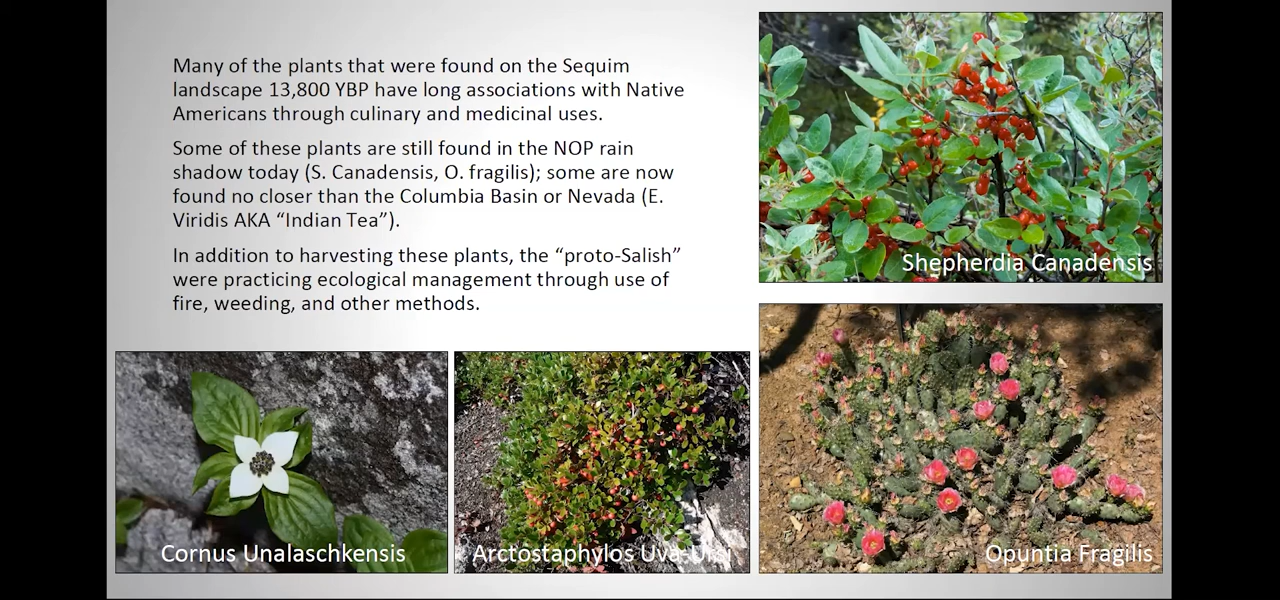 Many of the plants that were found on the Sequim
landscape 13,800 YBP have long associations with Native
Americans through culinary and medicinal uses.
Some of these plants are still found in the NOP rain
shadow today (S. Canadensis, O. fragilis); some are now
found no closer than the Columbia Basin or Nevada (E.
Viridis AKA “Indian Tea”).
In addition to harvesting these plants, the “proto-Salish”
were practicing ecological management through use of
fire, weeding, and other methods.
Shepherdia Canadensis
Cornus Unalaschkensis
Arctostaphylos Uva-Ursi
Opuntia Fragilis